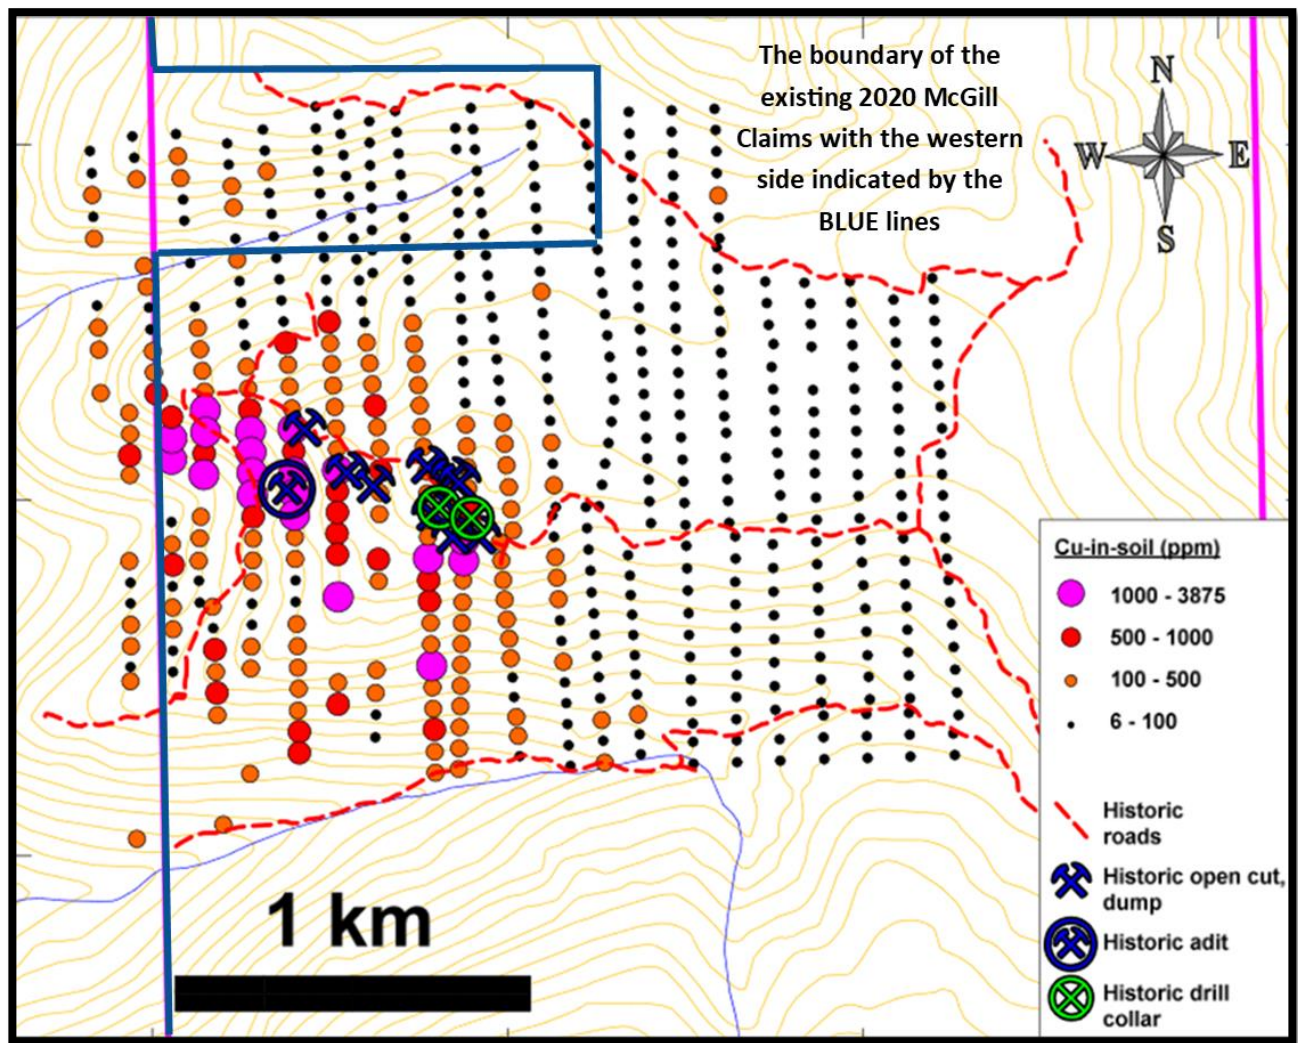 The boundary of the
existing 2020 McGill
Claims with the western
side indicated by the
BLUE lines
N
W
E
S
Cu-in-soil (ppm)
1000 - 3875
500 - 1000
100 - 500
6 - 100
Historic
roads
Historic open cut,
dump
Historic adit
Historic drill
collar
1 km